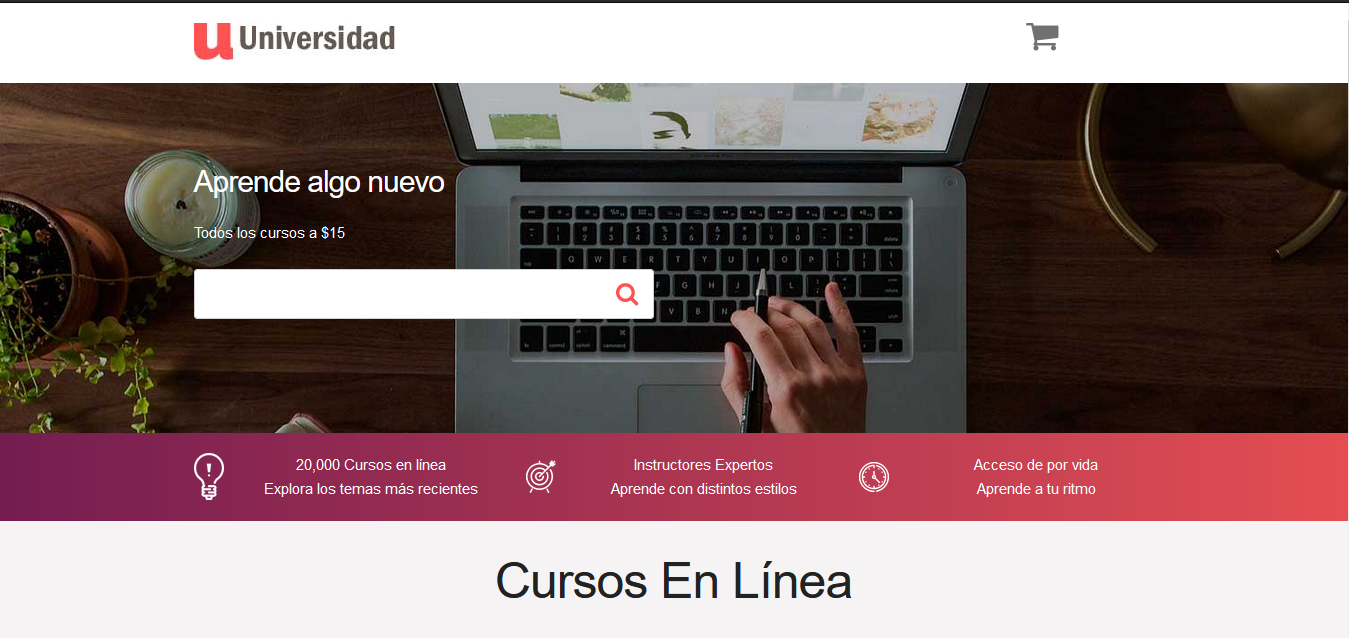 Universidad
Aprende algo nuevo
Todos los cursos a $15
20,000 Cursos en línea
Explora los temas más recientes
Instructores Expertos
Aprende con distintos estilos
Acceso de por vida
Aprende a tu ritmo
Cursos En Línea